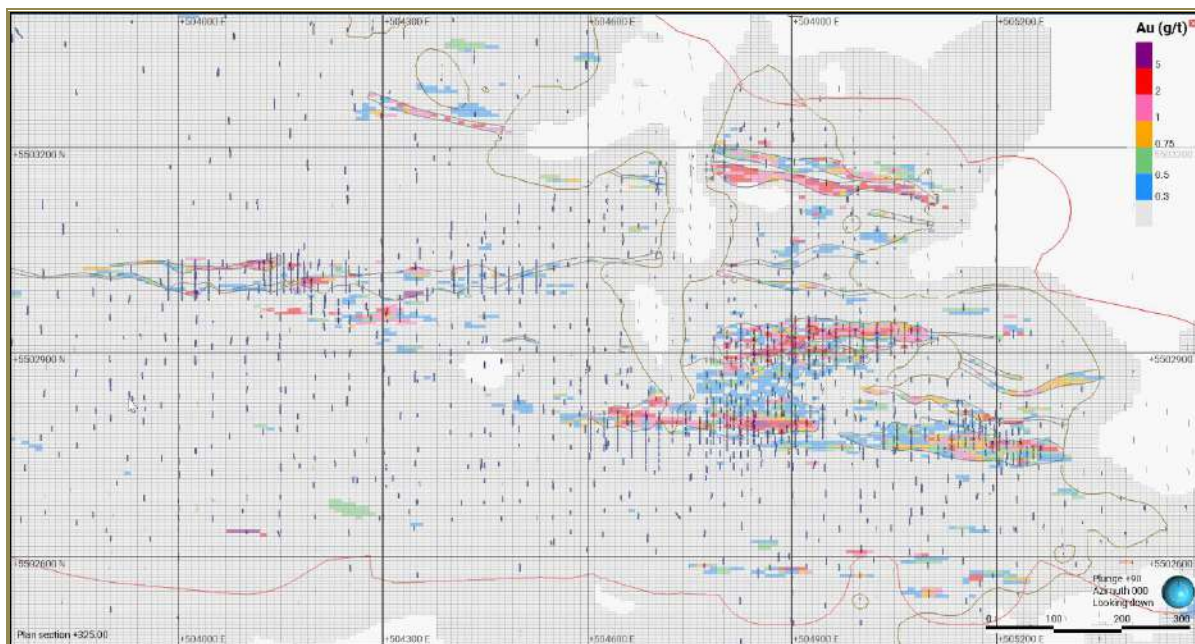 +504000 E +504300 E +504600 E +504900 E +505200 E
Au (g/t)
5
2
1
0.75
0.5
0.3
+5503200 N
5503200
+5502900 N
+5502900
+5502600 N
+5502600
Plunge +90
Azimuth 000
Looking down
0 100 200 300
Plan section +325.00
+504000 E +504300 E +504600 E +504900 E +505200 E